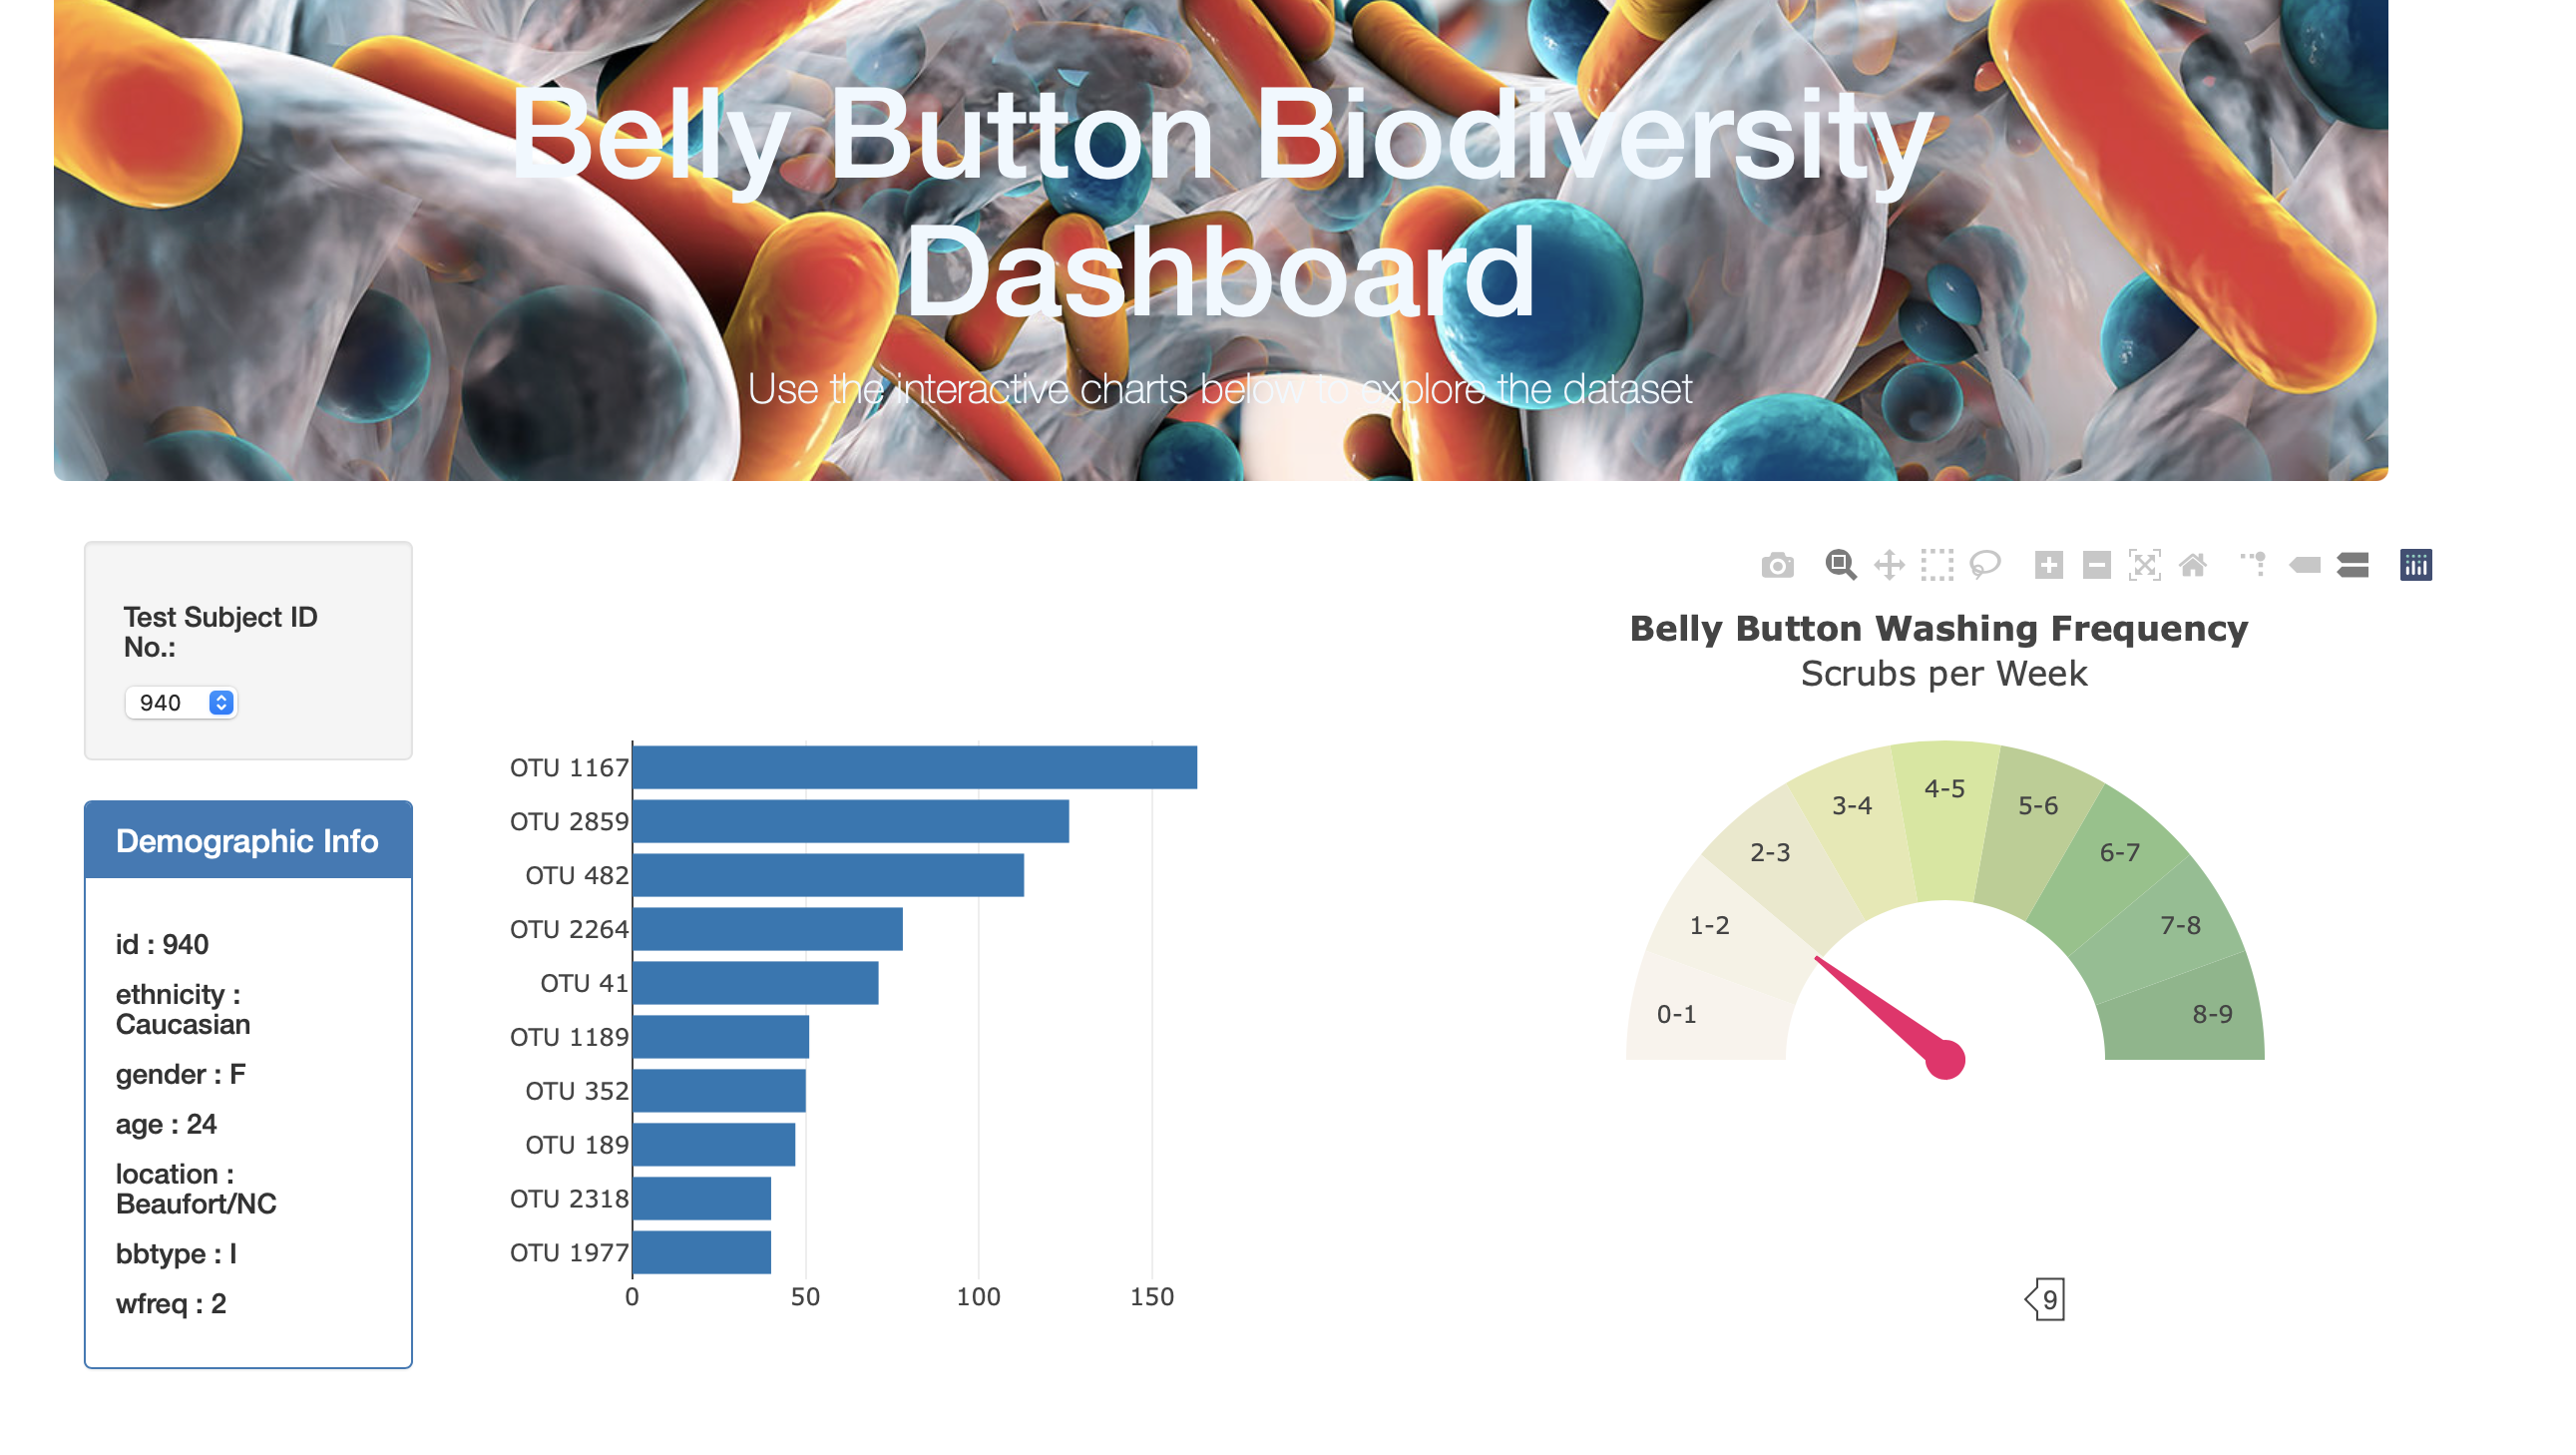 Belly Button Biodiversity
Dashboard
Use the interactive charts below to explore the dataset
Test Subject ID
No.:
940
Demographic Info
id : 940
ethnicity :
Caucasian
gender : F
age : 24
location :
Beaufort/NC
bbtype : I
wfreq : 2
OTU 1167
OTU 2859
OTU 482
OTU 2264
OTU 41
OTU 1189
OTU 352
OTU 189
OTU 2318
OTU 1977
0 50 100 150
Belly Button Washing Frequency
Scrubs per Week
0-1
1-2
2-3
3-4
4-5
5-6
6-7
7-8
8-9
9